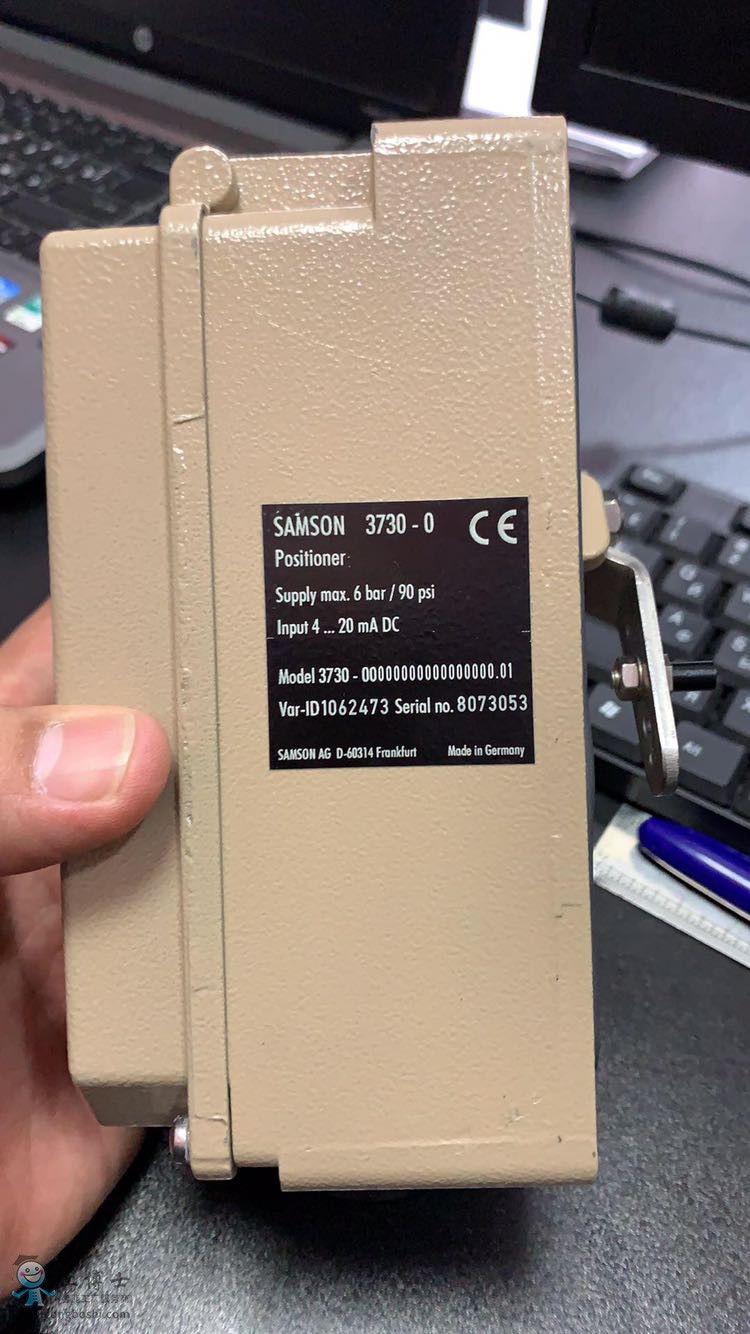 SAMSON 3730 - 0 CE
Positioner
Supply max. 6 bar / 90 psi
Input 4 ... 20 mA DC
Model 3730 - 00000000000000000.01
Var-ID1062473 Serial no. 8073053
SAMSON AG D-60314 Frankfurt Made in Germany